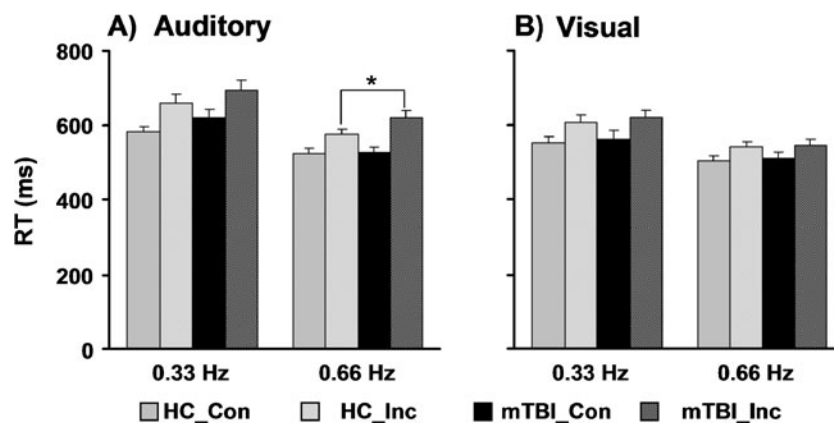 A) Auditory
B) Visual
800
600
400
200
0
RT (ms)
*
0.33 Hz
0.66 Hz
0.33 Hz
0.66 Hz
HC_Con
HC_Inc
mTBI_Con
mTBI_Inc